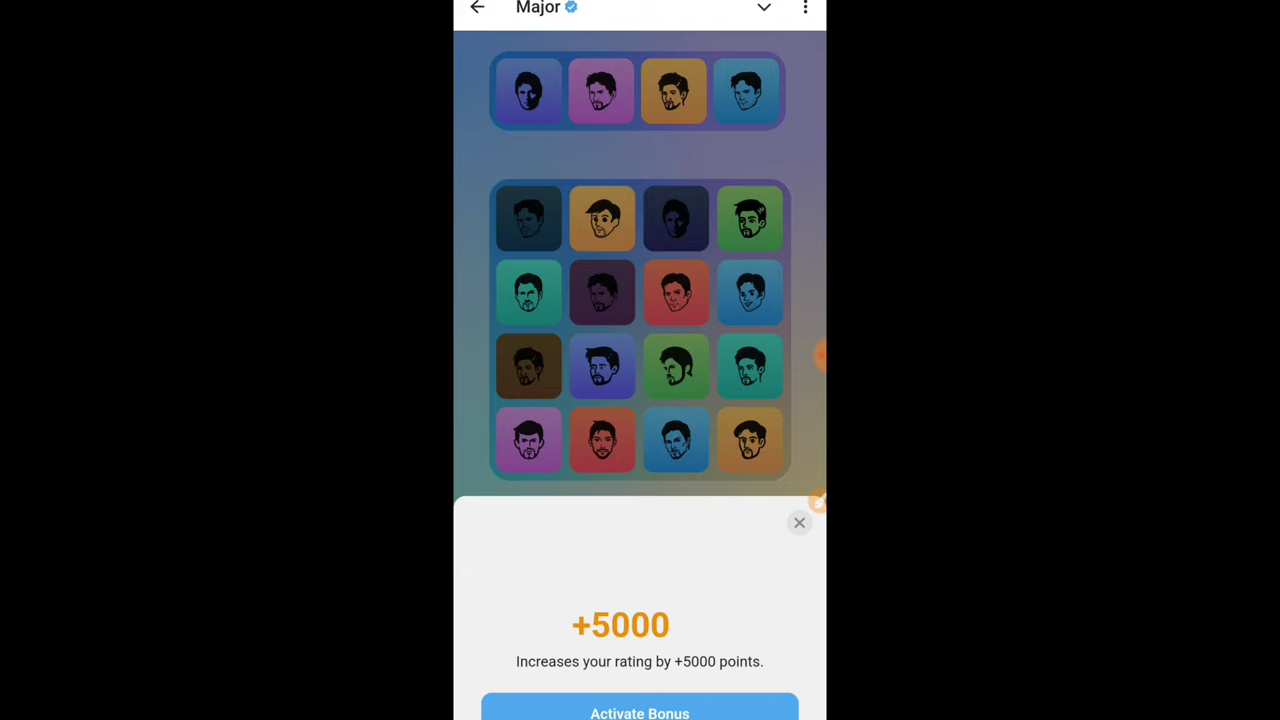 Major
+5000
Increases your rating by +5000 points.
Activate Bonus